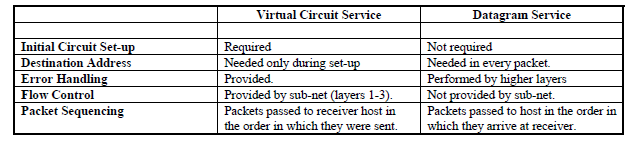 Virtual Circuit Service Datagram Service
Initial Circuit Set-up Required Not required
Destination Address Needed only during set-up Needed in every packet.
Error Handling Provided. Performed by higher layers
Flow Control Provided by sub-net (layers 1-3). Not provided by sub-net.
Packet Sequencing Packets passed to receiver host in Packets passed to host in the order in
the order in which they were sent. which they arrive at receiver.